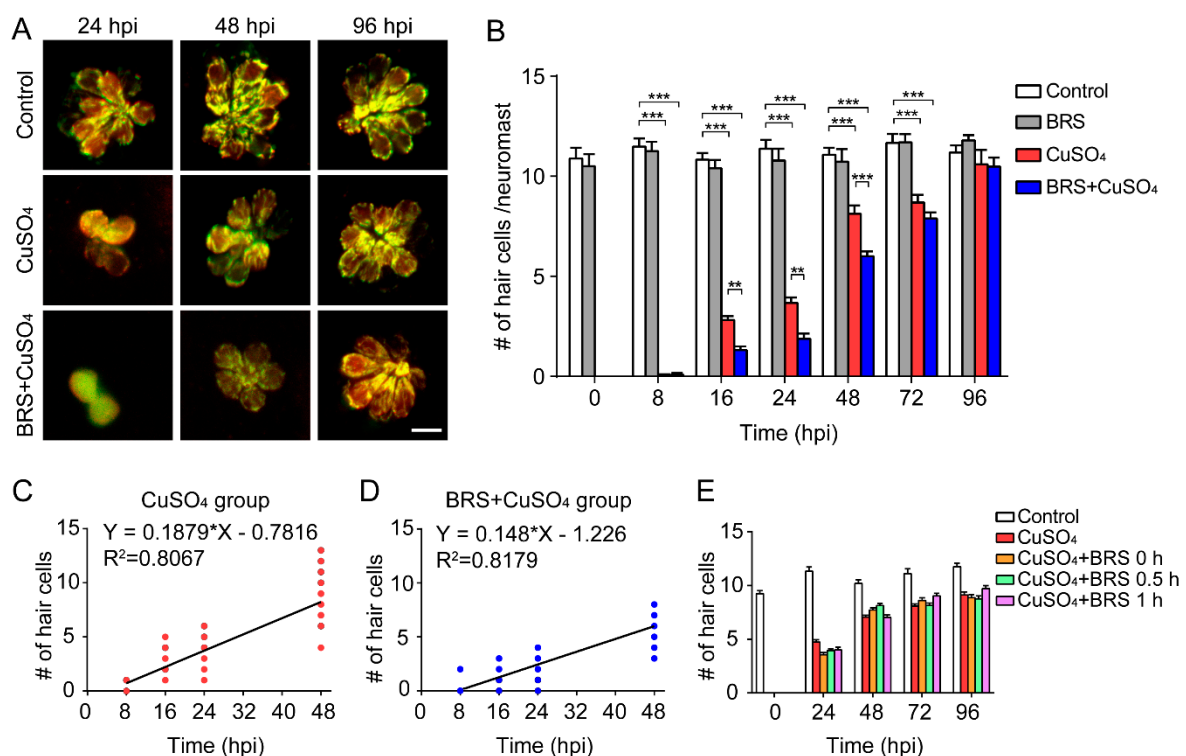 A
24 hpi
48 hpi
96 hpi
Control
CuSO₄
BRS+CuSO₄
B
# of hair cells /neuromast
15
10
5
0
***
***
***
***
**
***
***
**
***
***
***
***
***
0
8
16
24
48
72
96
Time (hpi)
Control
BRS
CuSO₄
BRS+CuSO₄
C
CuSO₄ group
Y = 0.1879*X - 0.7816
R²=0.8067
# of hair cells
15
10
5
0
0
8
16
24
48
Time (hpi)
D
BRS+CuSO₄ group
Y = 0.148*X - 1.226
R²=0.8179
# of hair cells
15
10
5
0
0
8
16
24
48
Time (hpi)
E
# of hair cells
15
10
5
0
0
24
48
72
96
Time (hpi)
Control
CuSO₄
CuSO₄+BRS 0 h
CuSO₄+BRS 0.5 h
CuSO₄+BRS 1 h